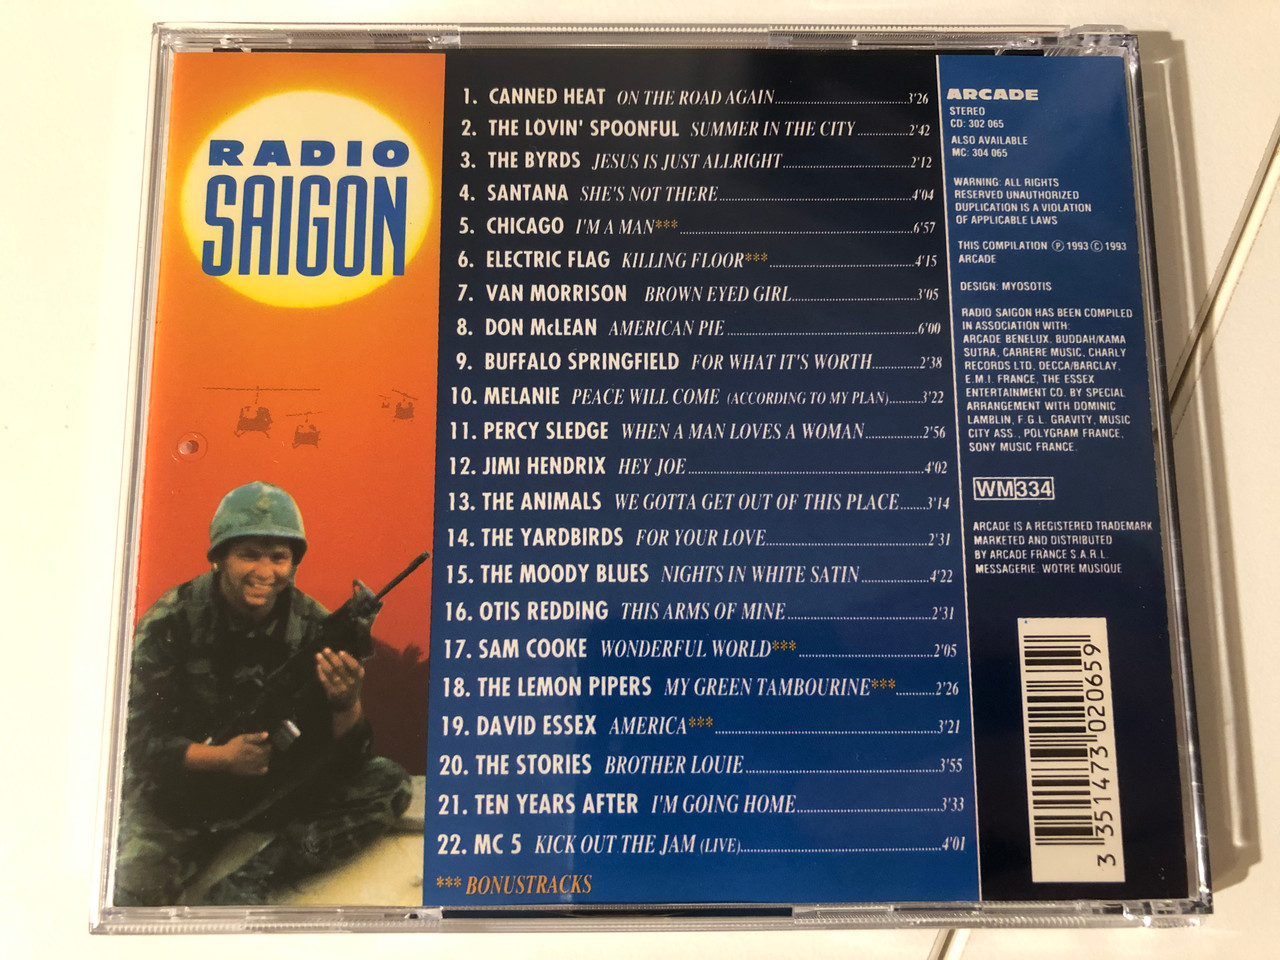 RADIO
SAIGON
1. CANNED HEAT ON THE ROAD AGAIN 3'26
2. THE LOVIN' SPOONFUL SUMMER IN THE CITY 2'42
3. THE BYRDS JESUS IS JUST ALLRIGHT 2'12
4. SANTANA SHE'S NOT THERE 4'04
5. CHICAGO I'M A MAN*** 6'57
6. ELECTRIC FLAG KILLING FLOOR*** 4'15
7. VAN MORRISON BROWN EYED GIRL 3'05
8. DON McLEAN AMERICAN PIE 6'00
9. BUFFALO SPRINGFIELD FOR WHAT IT'S WORTH 2'38
10. MELANIE PEACE WILL COME (ACCORDING TO MY PLAN) 3'22
11. PERCY SLEDGE WHEN A MAN LOVES A WOMAN 2'56
12. JIMI HENDRIX HEY JOE 4'02
13. THE ANIMALS WE GOTTA GET OUT OF THIS PLACE 3'14
14. THE YARDBIRDS FOR YOUR LOVE 2'31
15. THE MOODY BLUES NIGHTS IN WHITE SATIN 4'22
16. OTIS REDDING THIS ARMS OF MINE 2'31
17. SAM COOKE WONDERFUL WORLD*** 2'05
18. THE LEMON PIPERS MY GREEN TAMBOURINE*** 2'26
19. DAVID ESSEX AMERICA*** 3'21
20. THE STORIES BROTHER LOUIE 3'55
21. TEN YEARS AFTER I'M GOING HOME 3'33
22. MC 5 KICK OUT THE JAM (LIVE) 4'01
*** BONUSTRACKS
ARCADE
STEREO
CD: 302 065
ALSO AVAILABLE
MC: 304 065
WARNING: ALL RIGHTS
RESERVED UNAUTHORIZED
DUPLICATION IS A VIOLATION
OF APPLICABLE LAWS
THIS COMPILATION Ⓟ 1993 © 1993
ARCADE
DESIGN: MYOSOTIS
RADIO SAIGON HAS BEEN COMPILED
IN ASSOCIATION WITH:
ARCADE BENELUX, BUDDAH/KAMA
SUTRA, CARRERE MUSIC, CHARLY
RECORDS LTD, DECCA/BARCLAY,
E.M.I. FRANCE, THE ESSEX
ENTERTAINMENT CO. BY SPECIAL
ARRANGEMENT WITH DOMINIC
LAMBLIN, F.G.L. GRAVITY, MUSIC
CITY ASS., POLYGRAM FRANCE,
SONY MUSIC FRANCE.
WM 334
ARCADE IS A REGISTERED TRADEMARK
MARKETED AND DISTRIBUTED
BY ARCADE FRANCE S.A.R.L.
MESSAGERIE: WOTRE MUSIQUE
3 351473 020659